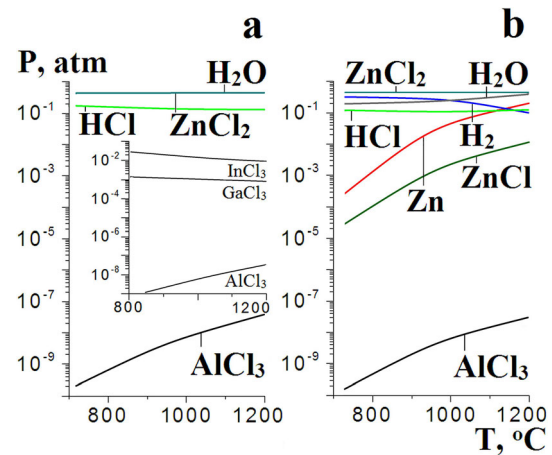 a
b
P, atm
H₂O
ZnCl₂
H₂O
10⁻¹
HCl
ZnCl₂
HCl
H₂
10⁻²
InCl₃
GaCl₃
10⁻⁴
10⁻⁶
10⁻⁸
AlCl₃
800
1000
1200
10⁻³
Zn
ZnCl
10⁻⁵
10⁻⁷
10⁻⁹
AlCl₃
AlCl₃
800
1000
1200
800
1000
1200
T, °C